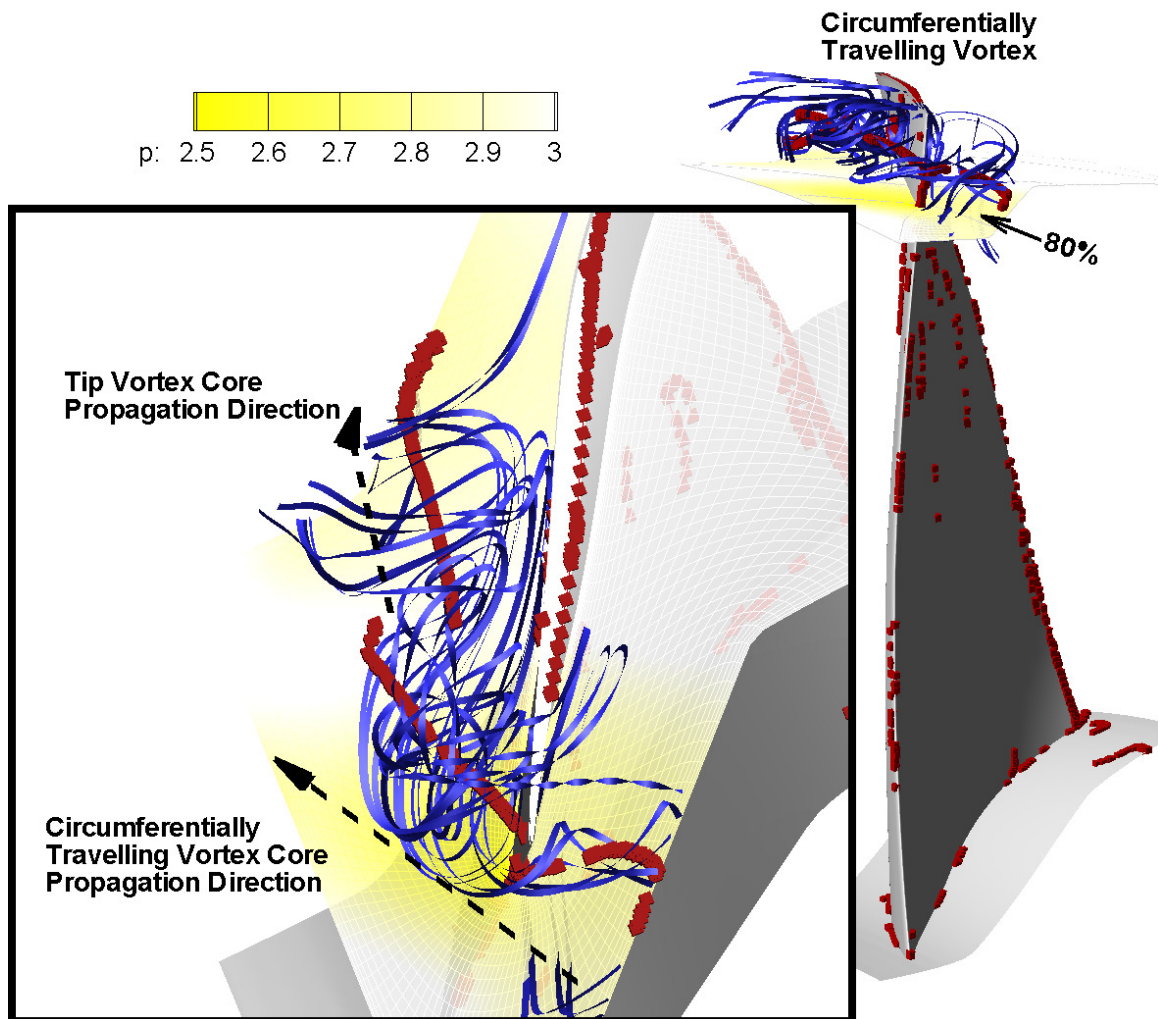 Circumferentially
Travelling Vortex
p: 2.5 2.6 2.7 2.8 2.9 3
80%
Tip Vortex Core
Propagation Direction
Circumferentially
Travelling Vortex Core
Propagation Direction